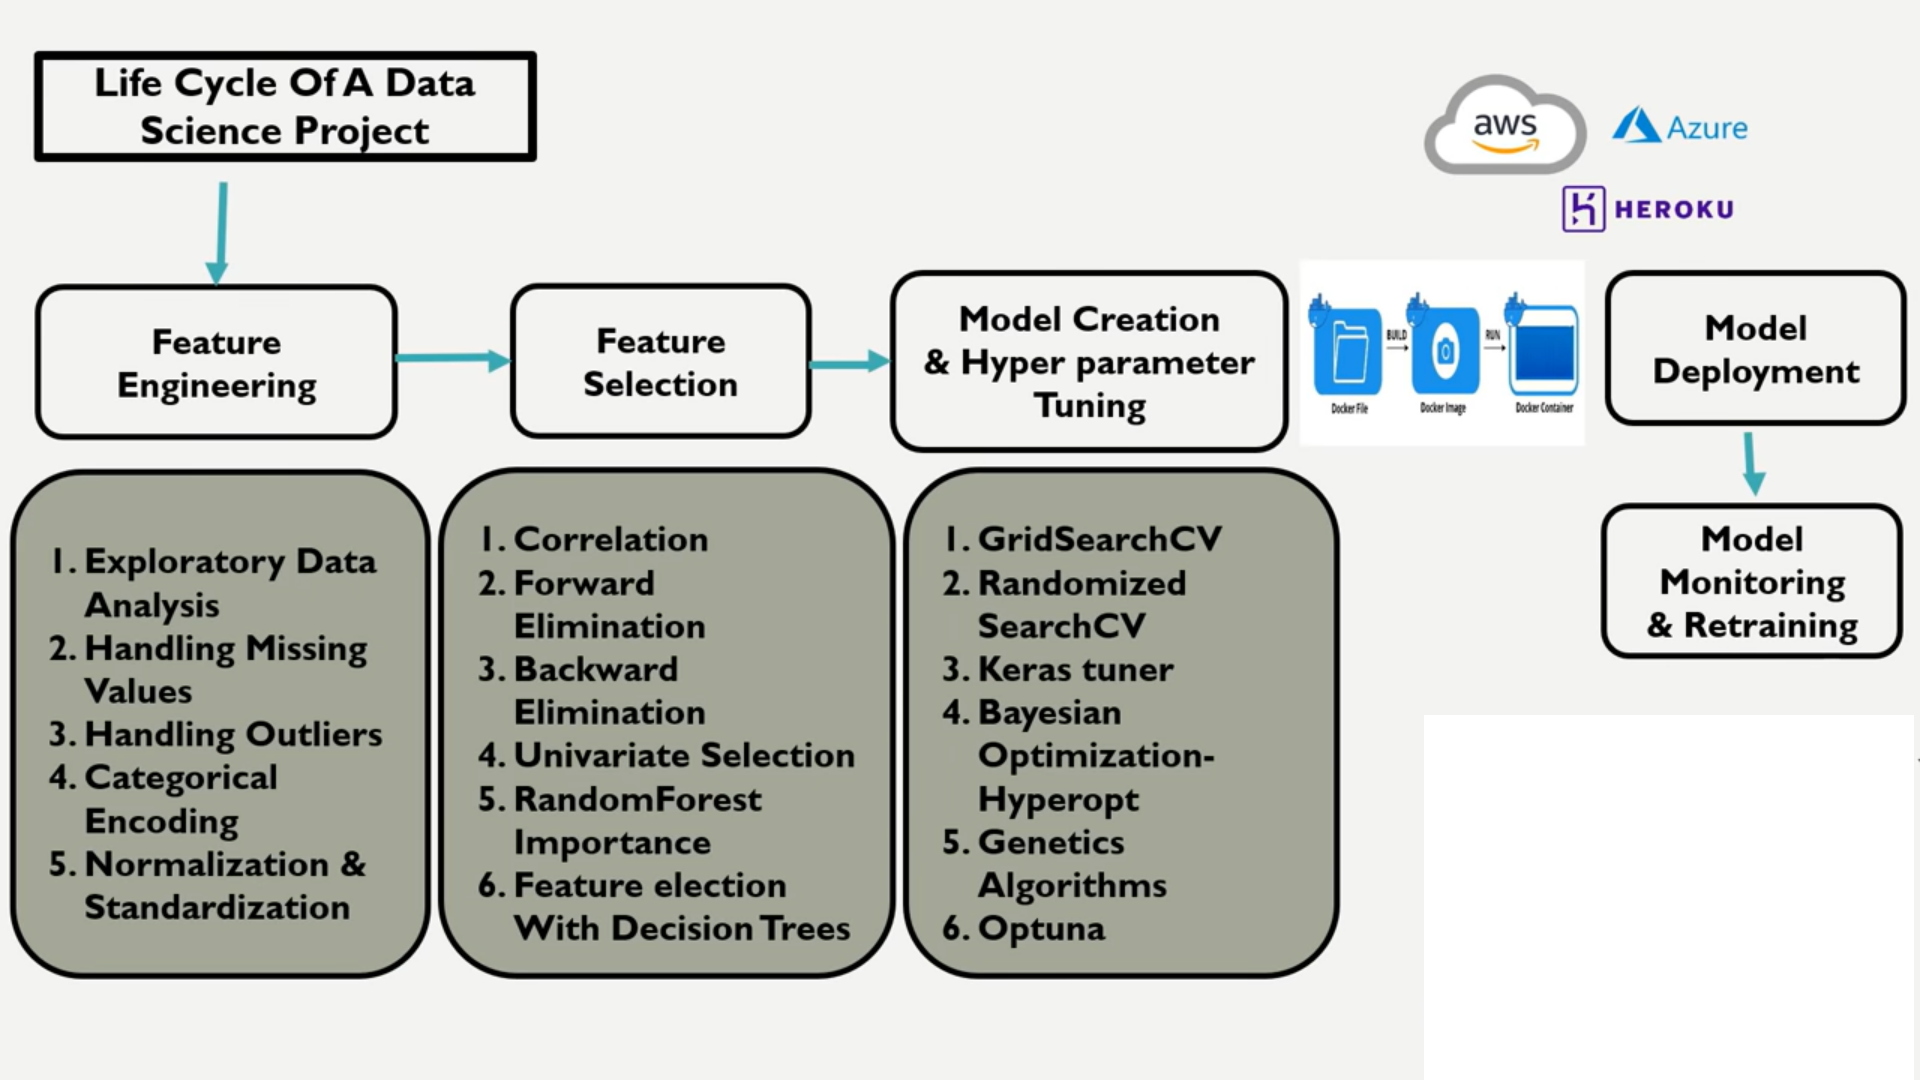 Life Cycle Of A Data
Science Project
aws
Azure
HEROKU
Feature
Engineering
Feature
Selection
Model Creation
& Hyper parameter
Tuning
BUILD
RUN
Docker File
Docker Image
Docker Container
Model
Deployment
1. Exploratory Data
Analysis
2. Handling Missing
Values
3. Handling Outliers
4. Categorical
Encoding
5. Normalization &
Standardization
1. Correlation
2. Forward
Elimination
3. Backward
Elimination
4. Univariate Selection
5. RandomForest
Importance
6. Feature election
With Decision Trees
1. GridSearchCV
2. Randomized
SearchCV
3. Keras tuner
4. Bayesian
Optimization-
Hyperopt
5. Genetics
Algorithms
6. Optuna
Model
Monitoring
& Retraining